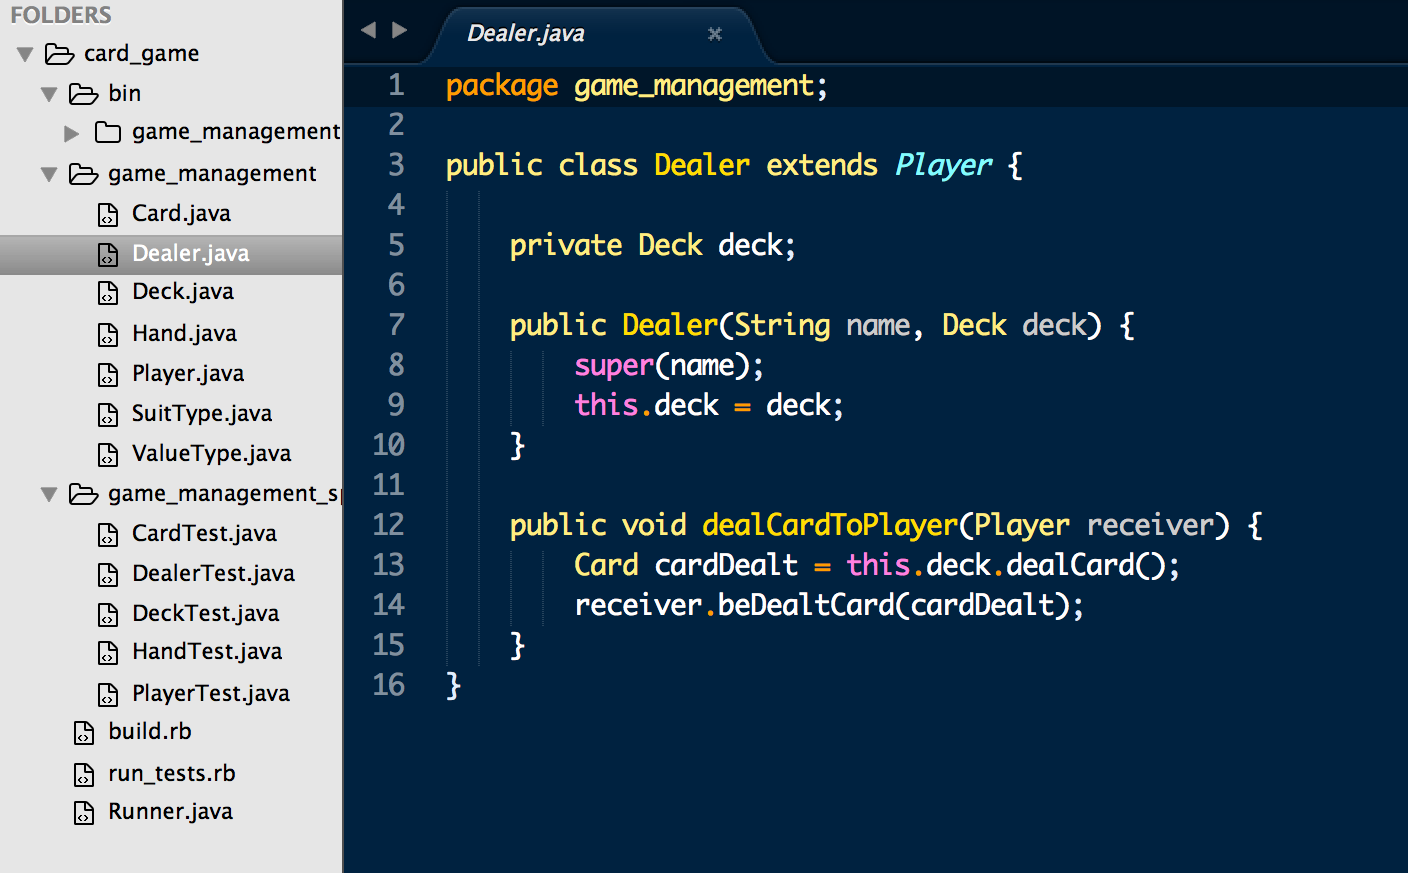 FOLDERS
card_game
bin
game_management
game_management
Card.java
Dealer.java
Deck.java
Hand.java
Player.java
SuitType.java
ValueType.java
game_management_sp
CardTest.java
DealerTest.java
DeckTest.java
HandTest.java
PlayerTest.java
build.rb
run_tests.rb
Runner.java
Dealer.java
1 package game_management;
2
3 public class Dealer extends Player {
4
5     private Deck deck;
6
7     public Dealer(String name, Deck deck) {
8         super(name);
9         this.deck = deck;
10     }
11
12     public void dealCardToPlayer(Player receiver) {
13         Card cardDealt = this.deck.dealCard();
14         receiver.beDealtCard(cardDealt);
15     }
16 }